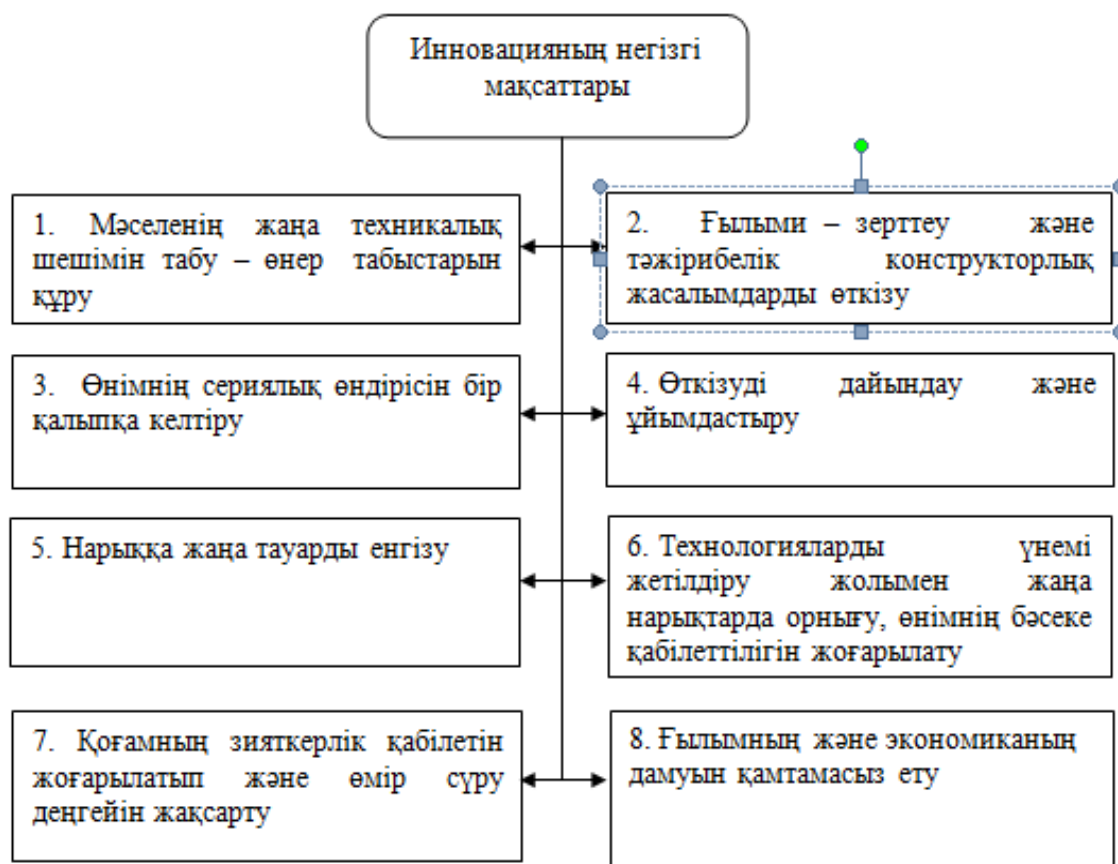 Инновацияның негізгі
мақсаттары
1. Мәселенің жаңа техникалық
шешімін табу – өнер табыстарын
құру
2. Ғылыми – зерттеу және
тәжірибелік конструкторлық
жасалымдарды өткізу
3. Өнімнің сериялық өндірісін бір
қалыпқа келтіру
4. Өткізуді дайындау және
ұйымдастыру
5. Нарыққа жаңа тауарды енгізу
6. Технологияларды үнемі
жетілдіру жолымен жаңа
нарықтарда орнығу, өнімнің бәсеке
қабілеттілігін жоғарылату
7. Қоғамның зияткерлік қабілетін
жоғарылатып және өмір сүру
деңгейін жақсарту
8. Ғылымның және экономиканың
дамуын қамтамасыз ету